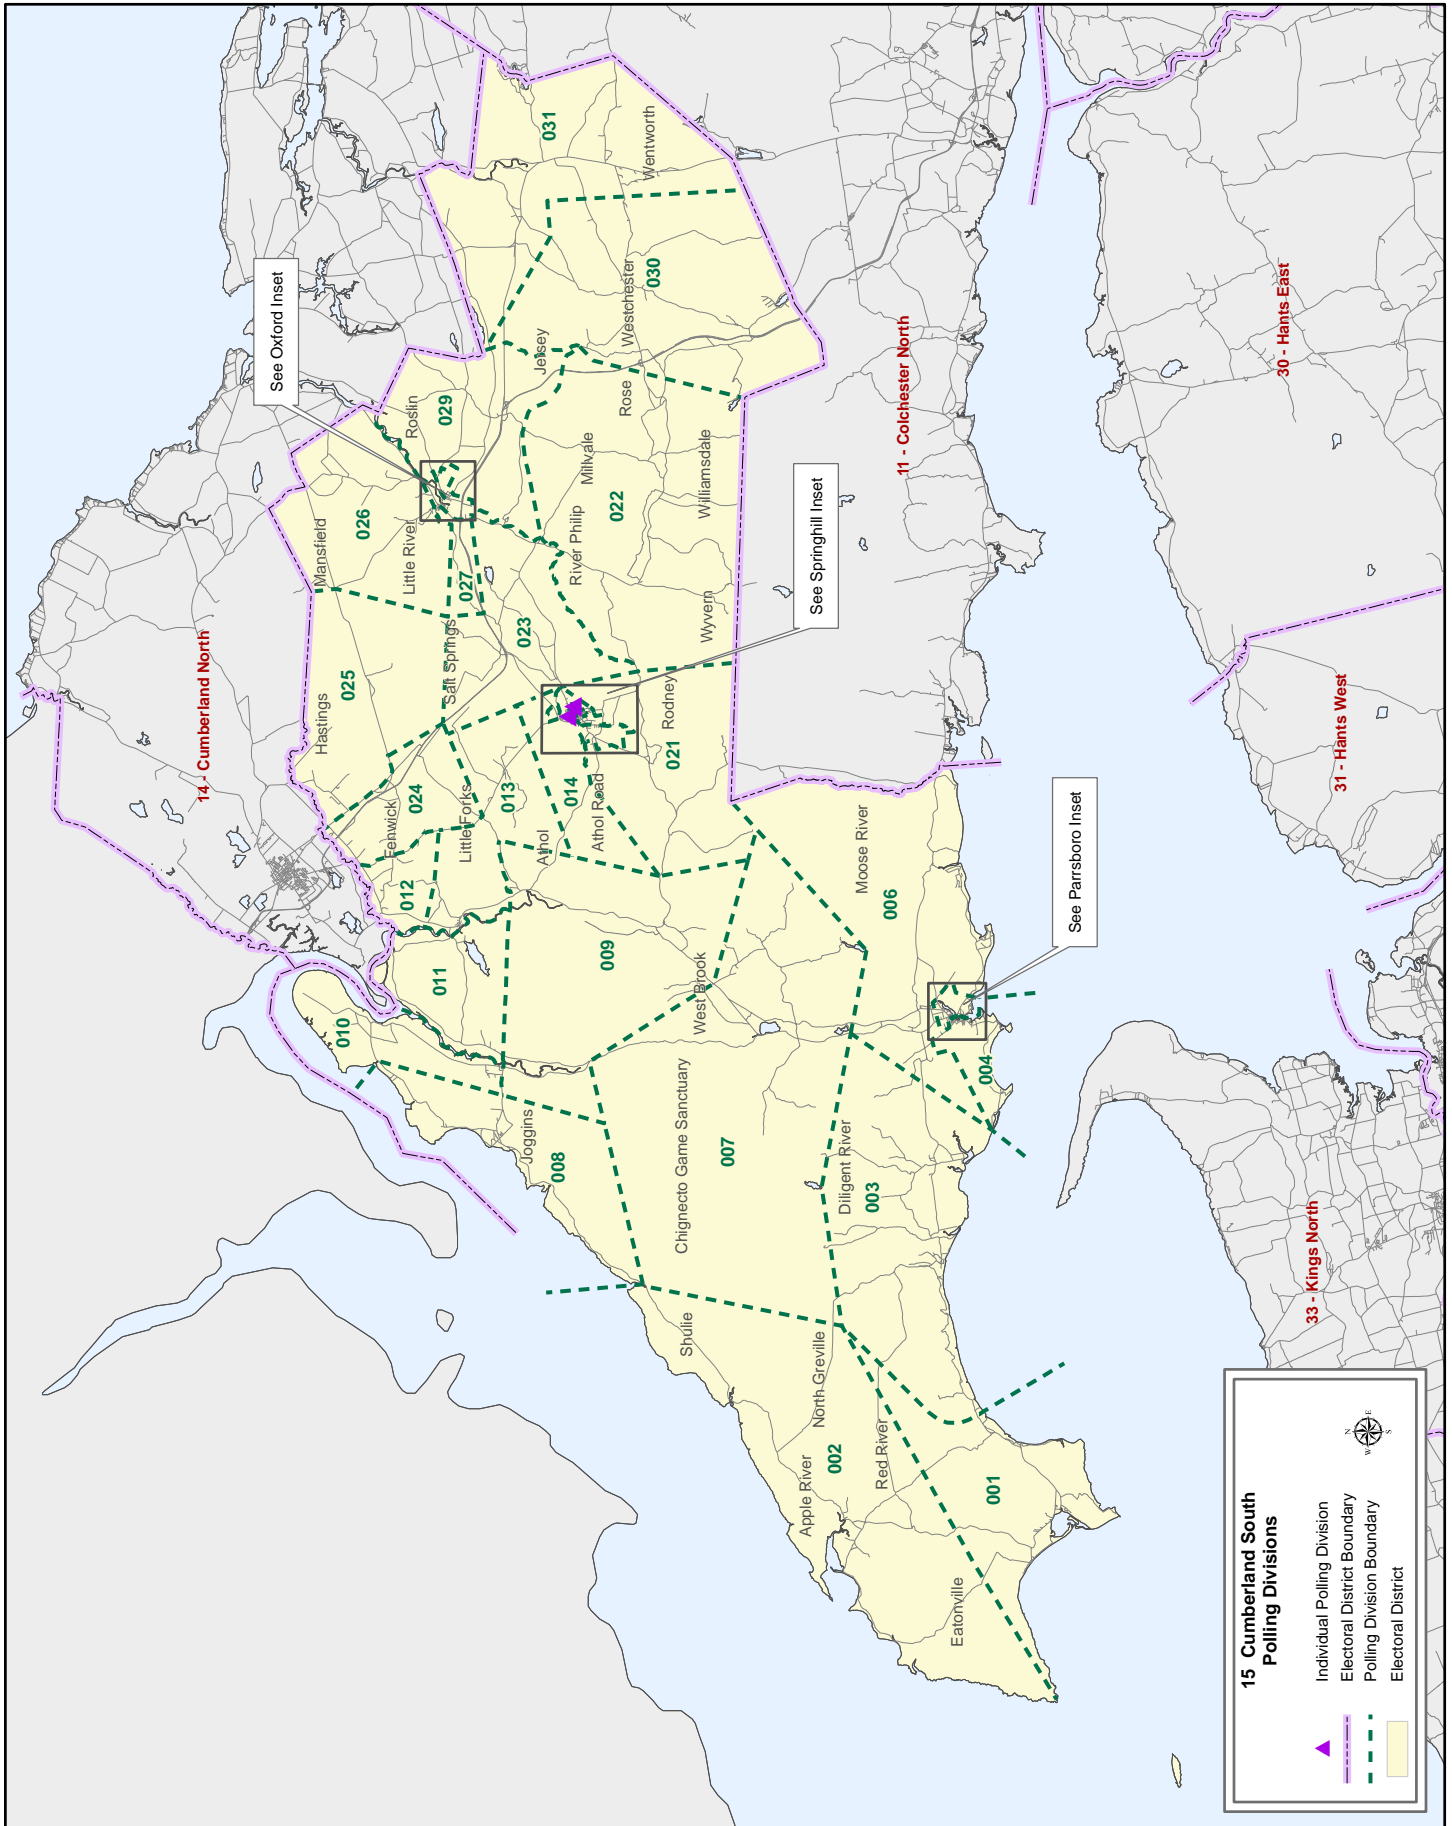 15 Cumberland South
Polling Divisions
Individual Polling Division
Electoral District Boundary
Polling Division Boundary
Electoral District
N
E
S
W
14 - Cumberland North
11 - Colchester North
30 - Hants East
31 - Hants West
33 - Kings North
See Oxford Inset
See Springhill Inset
See Parrsboro Inset
031
Wentworth
030
Westchester
Jersey
Rose
Roslin
029
Millvale
022
Williamsdale
River Philip
Mansfield
026
Little River
027
023
Wyvern
Salt Springs
Hastings
025
Rodney
021
Fenwick
024
Little Forks
013
014
Athol Road
Athol
012
011
009
West Brook
Moose River
006
010
004
Joggins
008
Chignecto Game Sanctuary
007
Diligent River
003
Shulie
North Greville
002
Red River
Apple River
001
Eatonville